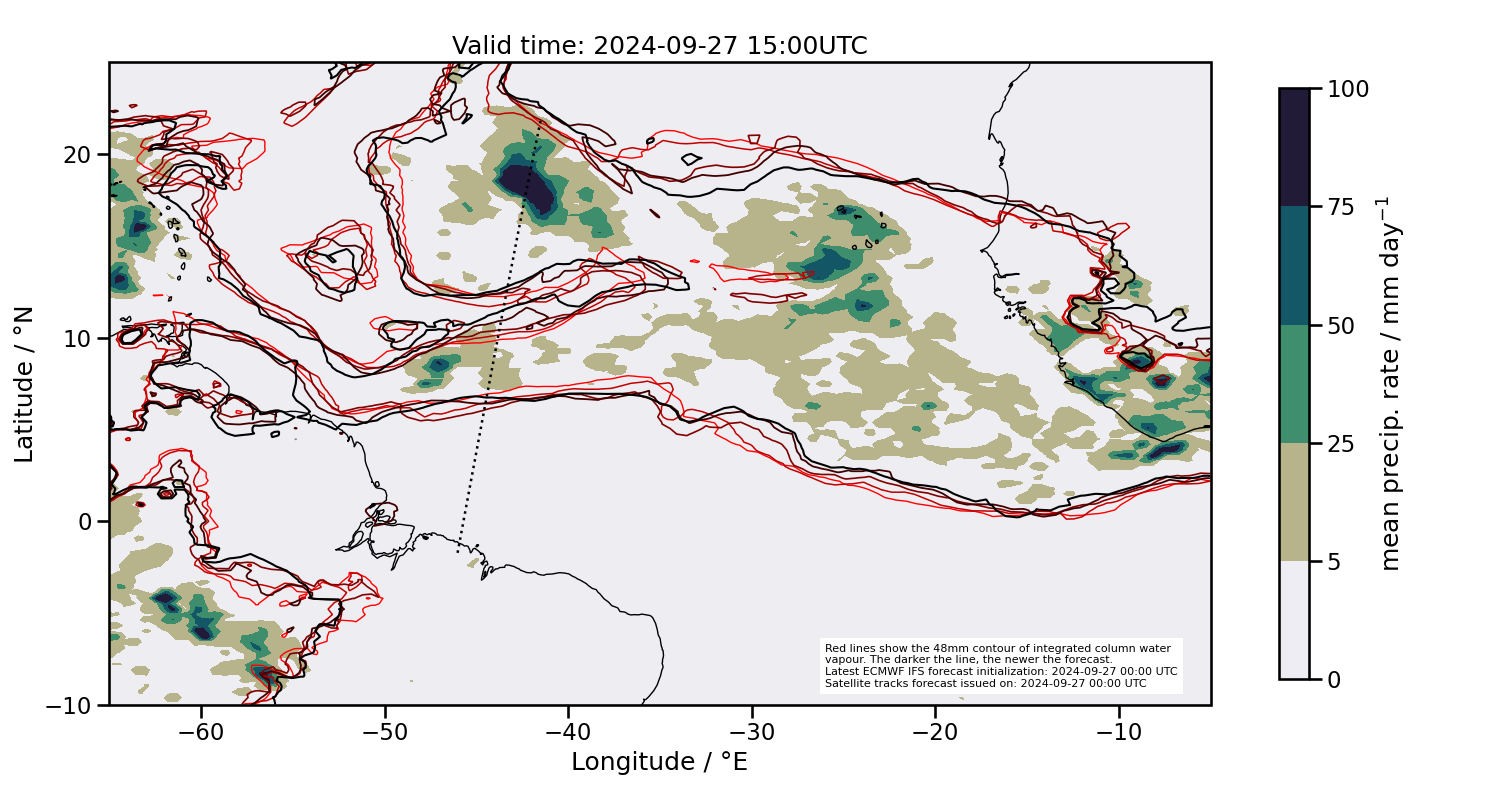 Valid time: 2024-09-27 15:00UTC
Latitude / °N
20
10
0
−10
−60
−50
−40
−30
−20
−10
Longitude / °E
Red lines show the 48mm contour of integrated column water
vapour. The darker the line, the newer the forecast.
Latest ECMWF IFS forecast initialization: 2024-09-27 00:00 UTC
Satellite tracks forecast issued on: 2024-09-27 00:00 UTC
100
75
50
25
5
0
mean precip. rate / mm day⁻¹